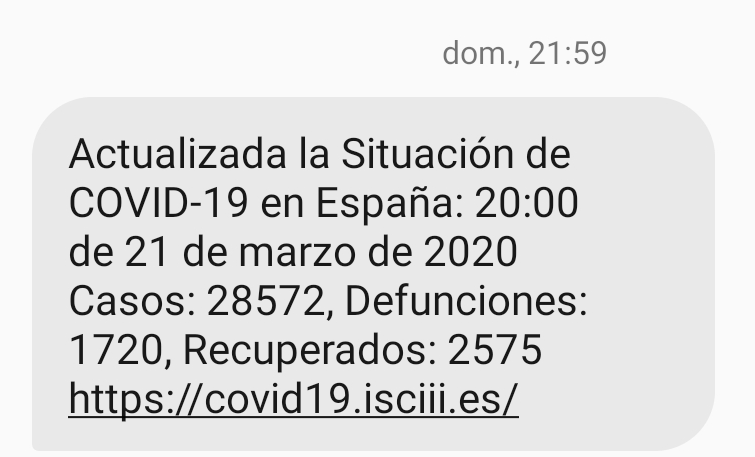 dom., 21:59
Actualizada la Situación de
COVID-19 en España: 20:00
de 21 de marzo de 2020
Casos: 28572, Defunciones:
1720, Recuperados: 2575
https://covid19.isciii.es/